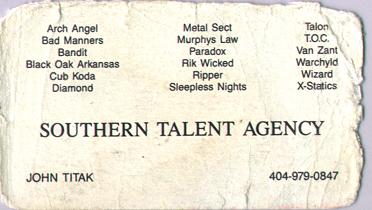 Arch Angel
Bad Manners
Bandit
Black Oak Arkansas
Cub Koda
Diamond
Metal Sect
Murphys Law
Paradox
Rik Wicked
Ripper
Sleepless Nights
Talon
T.O.C.
Van Zant
Warchyld
Wizard
X-Statics
SOUTHERN TALENT AGENCY
JOHN TITAK
404-979-0847